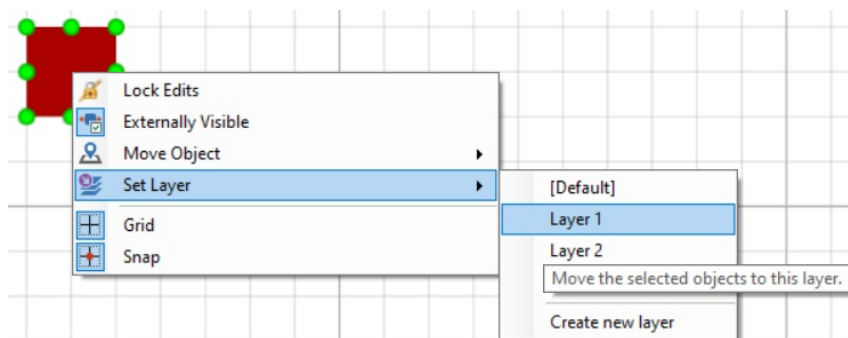 Lock Edits
Externally Visible
Move Object
Set Layer
Grid
Snap
[Default]
Layer 1
Layer 2
Move the selected objects to this layer.
Create new layer